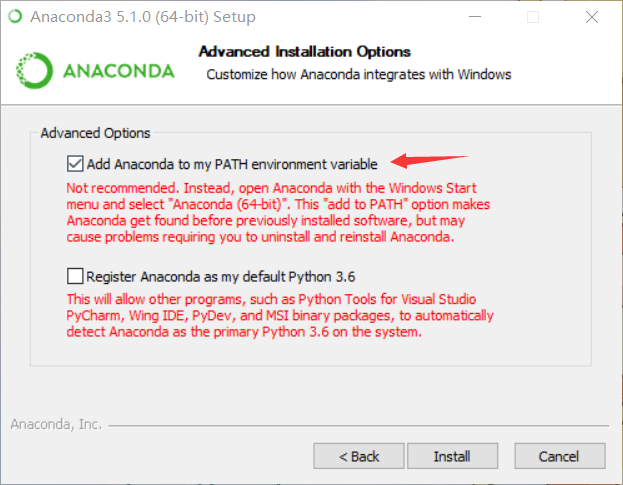 Anaconda3 5.1.0 (64-bit) Setup
Advanced Installation Options
Customize how Anaconda integrates with Windows
ANACONDA
Advanced Options
Add Anaconda to my PATH environment variable
Not recommended. Instead, open Anaconda with the Windows Start
menu and select "Anaconda (64-bit)". This "add to PATH" option makes
Anaconda get found before previously installed software, but may
cause problems requiring you to uninstall and reinstall Anaconda.
Register Anaconda as my default Python 3.6
This will allow other programs, such as Python Tools for Visual Studio
PyCharm, Wing IDE, PyDev, and MSI binary packages, to automatically
detect Anaconda as the primary Python 3.6 on the system.
Anaconda, Inc.
< Back
Install
Cancel